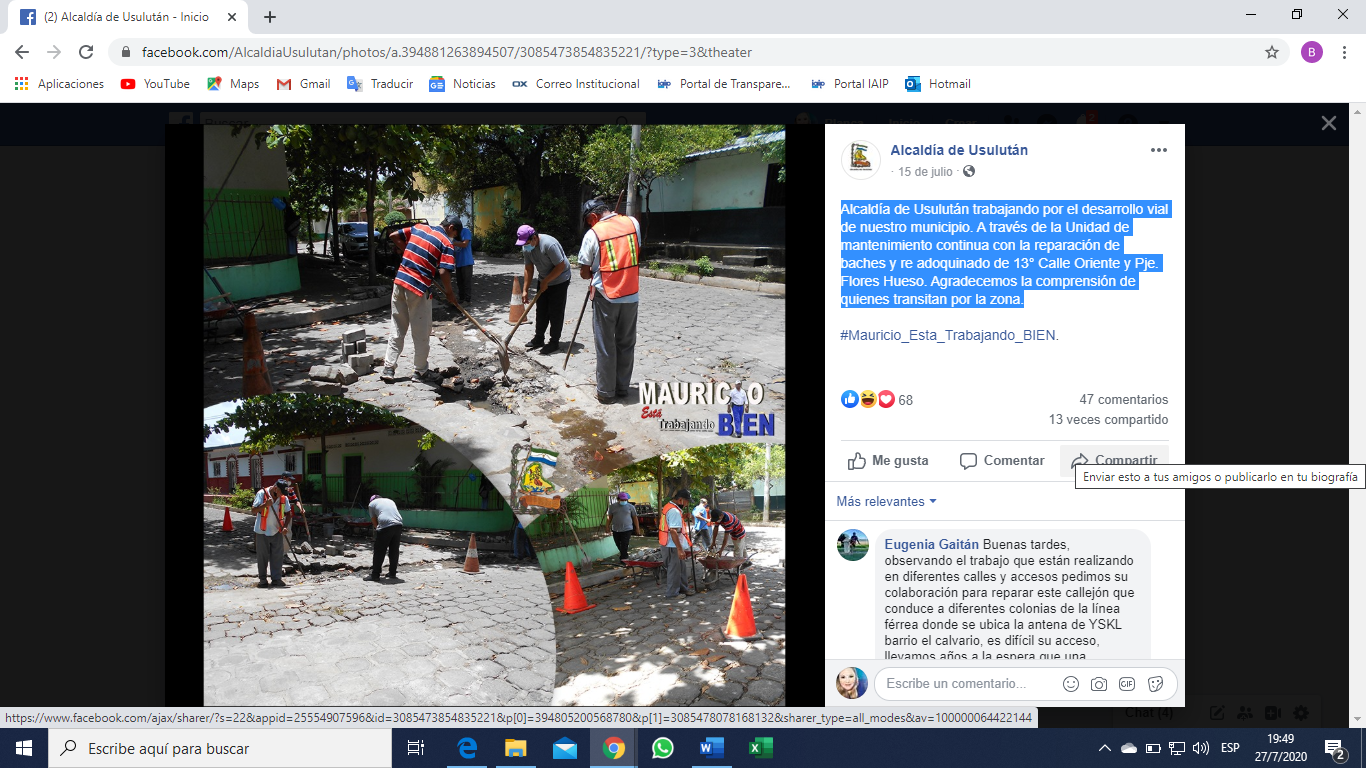 (2) Alcaldía de Usulután - Inicio
facebook.com/AlcaldiaUsulutan/photos/a.394881263894507/3085473854835221/?type=3&theater
B
Aplicaciones
YouTube
Maps
Gmail
Traducir
Noticias
Correo Institucional
Portal de Transpare...
Portal IAIP
Hotmail
Alcaldía de Usulután
· 15 de julio ·
Alcaldía de Usulután trabajando por el desarrollo vial
de nuestro municipio. A través de la Unidad de
mantenimiento continua con la reparación de
baches y re adoquinado de 13° Calle Oriente y Pje.
Flores Hueso. Agradecemos la comprensión de
quienes transitan por la zona.
#Mauricio_Esta_Trabajando_BIEN.
68
47 comentarios
13 veces compartido
Me gusta
Comentar
Compartir
Enviar esto a tus amigos o publicarlo en tu biografía
Más relevantes
Eugenia Gaitán Buenas tardes,
observando el trabajo que están realizando
en diferentes calles y accesos pedimos su
colaboración para reparar este callejón que
conduce a diferentes colonias de la línea
férrea donde se ubica la antena de YSKL
barrio el calvario, es difícil su acceso,
llevamos años a la espera que una
Escribe un comentario...
GIF
MAURICIO
Está
Trabajando
BIEN
Chat (4)
https://www.facebook.com/ajax/sharer/?s=22&appid=25554907596&id=3085473854835221&p[0]=394805200568780&p[1]=3085478078168132&sharer_type=all_modes&av=100000064422144
Escribe aquí para buscar
ESP
19:49
27/7/2020
2